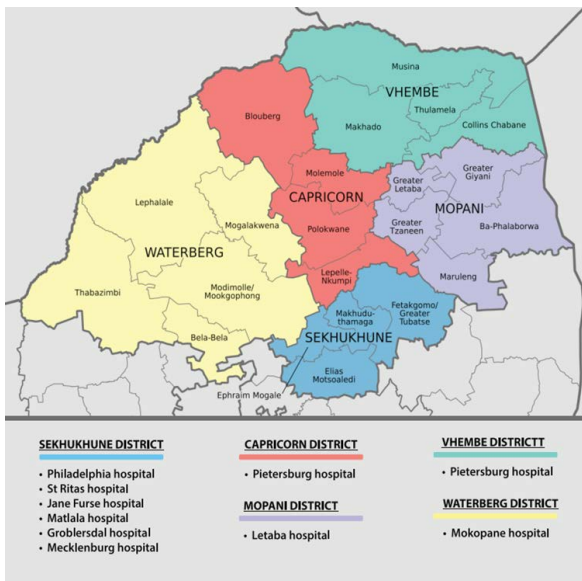 Musina
VHEMBE
Thulamela
Blouberg
Makhado
Collins Chabane
Molemole
Greater
Giyani
Greater
Letaba
CAPRICORN
MOPANI
Lephalale
Mogalakwena
Polokwane
Greater
Tzaneen
Ba-Phalaborwa
WATERBERG
Lepelle-
Nkumpi
Maruleng
Thabazimbi
Modimolle/
Mookgophong
Makhudu-
thamaga
Fetakgomo/
Greater
Tubatse
Bela-Bela
SEKHUKHUNE
Elias
Motsoaledi
Ephraim Mogale
SEKHUKHUNE DISTRICT
• Philadelphia hospital
• St Ritas hospital
• Jane Furse hospital
• Matlala hospital
• Groblersdal hospital
• Mecklenburg hospital
CAPRICORN DISTRICT
• Pietersburg hospital
MOPANI DISTRICT
• Letaba hospital
VHEMBE DISTRICTT
• Pietersburg hospital
WATERBERG DISTRICT
• Mokopane hospital